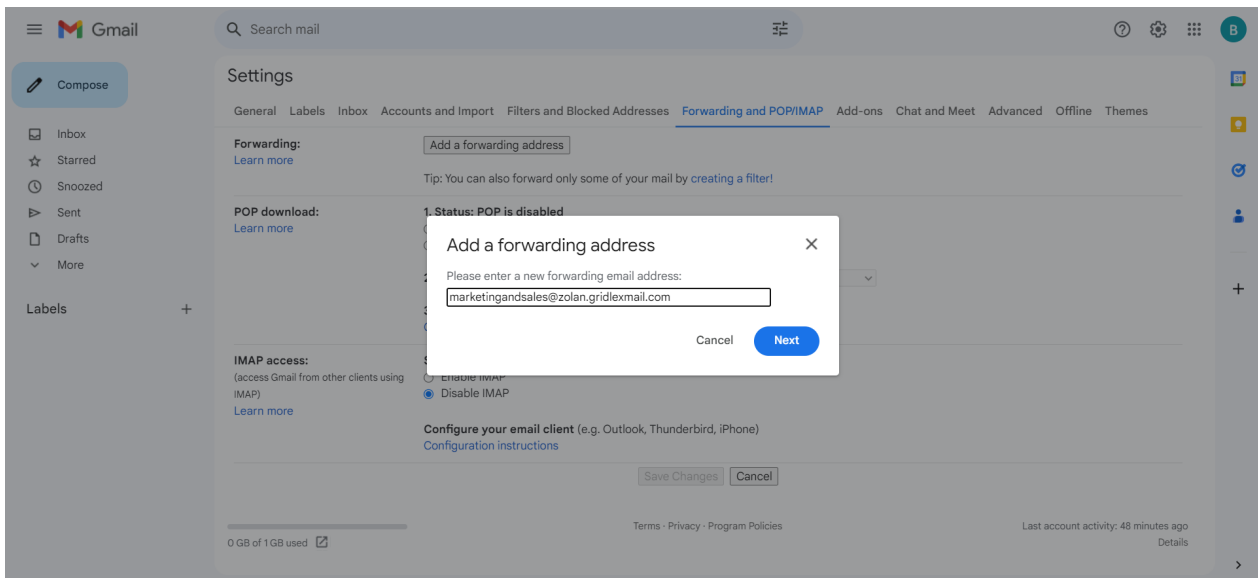 Gmail
Search mail
B
Compose
Inbox
Starred
Snoozed
Sent
Drafts
More
Labels
Settings
General Labels Inbox Accounts and Import Filters and Blocked Addresses Forwarding and POP/IMAP Add-ons Chat and Meet Advanced Offline Themes
Forwarding:
Learn more
Add a forwarding address
Tip: You can also forward only some of your mail by creating a filter!
POP download:
Learn more
1. Status: POP is disabled
Add a forwarding address
Please enter a new forwarding email address:
marketingandsales@zolan.gridlexmail.com
Cancel Next
IMAP access:
(access Gmail from other clients using
IMAP)
Learn more
Enable IMAP
Disable IMAP
Configure your email client (e.g. Outlook, Thunderbird, iPhone)
Configuration instructions
Save Changes Cancel
0 GB of 1 GB used
Terms · Privacy · Program Policies
Last account activity: 48 minutes ago
Details
31